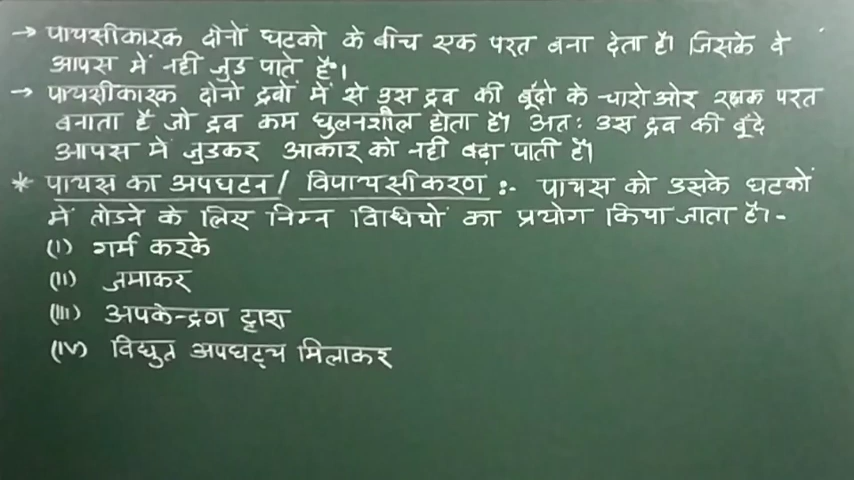 → पायसीकारक दोनों घटको के बीच एक परत बना देता है। जिसके वे
आपस में नही जुड पाते है।
→ पायसीकारक दोनो द्रवों में से उस द्रव की बूँदो के चारो ओर रक्षक परत
बनाता है जो द्रव कम घुलनशील होता है। अतः उस द्रव की बूँदे
आपस मे जुडकर आकार को नही बढ़ा पाती है।
* पायस का अपघटन / विपायसीकरण :- पायस को उसके घटकों
में तोडने के लिए निम्न विधियों का प्रयोग किया जाता है। -
(I) गर्म करके
(II) जमाकर
(III) अपकेन्द्रण द्वारा
(IV) विद्युत अपघट्य मिलाकर